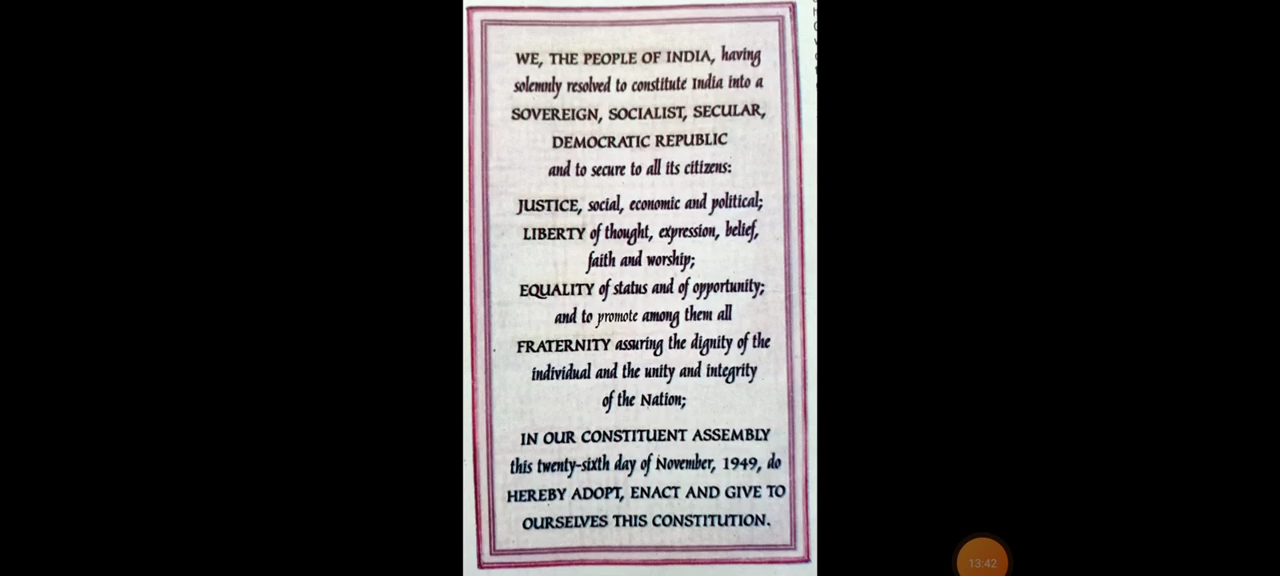 WE, THE PEOPLE OF INDIA, having
solemnly resolved to constitute India into a
SOVEREIGN, SOCIALIST, SECULAR,
DEMOCRATIC REPUBLIC
and to secure to all its citizens:
JUSTICE, social, economic and political;
LIBERTY of thought, expression, belief,
faith and worship;
EQUALITY of status and of opportunity;
and to promote among them all
FRATERNITY assuring the dignity of the
individual and the unity and integrity
of the Nation;
IN OUR CONSTITUENT ASSEMBLY
this twenty-sixth day of November, 1949, do
HEREBY ADOPT, ENACT AND GIVE TO
OURSELVES THIS CONSTITUTION.
13:42